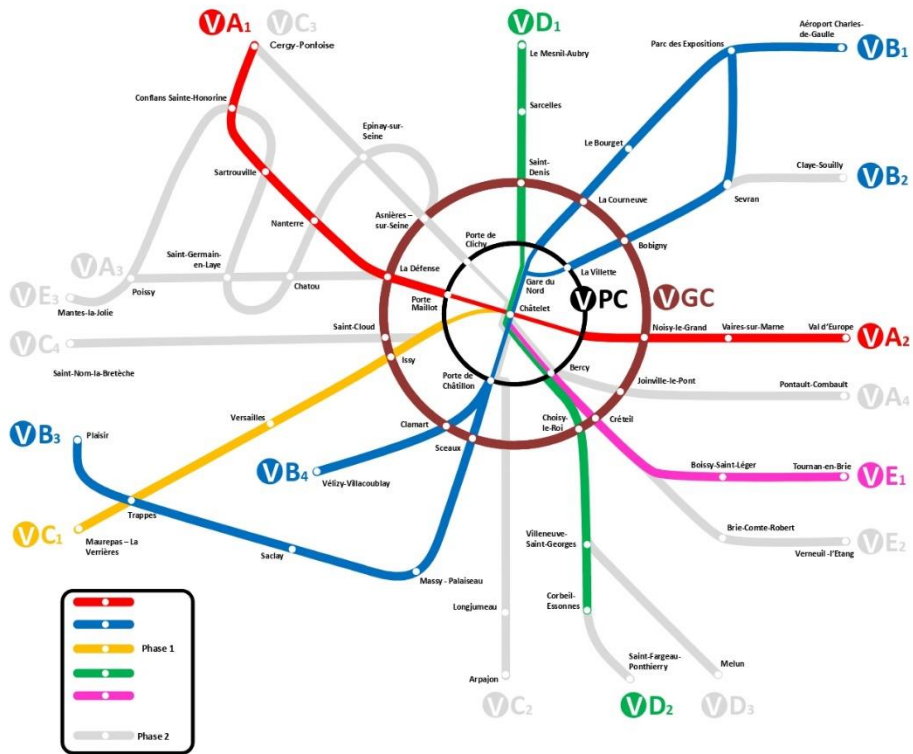 VA1
VC3
VD1
Cergy-Pontoise
Le Mesnil-Aubry
Parc des Expositions
Aéroport Charles-
de-Gaulle
VB1
Conflans Sainte-Honorine
Epinay-sur-
Seine
Sarcelles
Le Bourget
Sartrouville
Saint-
Denis
Claye-Souilly
VB2
Sevran
La Courneuve
Nanterre
Asnières –
sur-Seine
Porte de
Clichy
Bobigny
VA3
Saint-Germain-
en-Laye
La Défense
La Villette
Gare du
Nord
VE3
Poissy
Chatou
Mantes-la-Jolie
Porte
Maillot
Châtelet
VPC
VGC
VC4
Saint-Cloud
Noisy-le-Grand
Vaires-sur-Marne
Val d'Europe
VA2
Saint-Nom-la-Bretèche
Issy
Bercy
Porte de
Châtillon
Joinville-le-Pont
Pontault-Combault
VA4
Versailles
Clamart
Choisy-
le-Roi
Créteil
VB3
Plaisir
Sceaux
VB4
Vélizy-Villacoublay
Boissy-Saint-Léger
Tournan-en-Brie
VE1
Trappes
VC1
Maurepas – La
Verrières
Saclay
Massy - Palaiseau
Villeneuve-
Saint-Georges
Brie-Comte-Robert
Verneuil -l'Etang
VE2
Longjumeau
Corbeil-
Essonnes
Phase 1
Saint-Fargeau-
Ponthierry
Melun
Arpajon
VC2
VD2
VD3
Phase 2